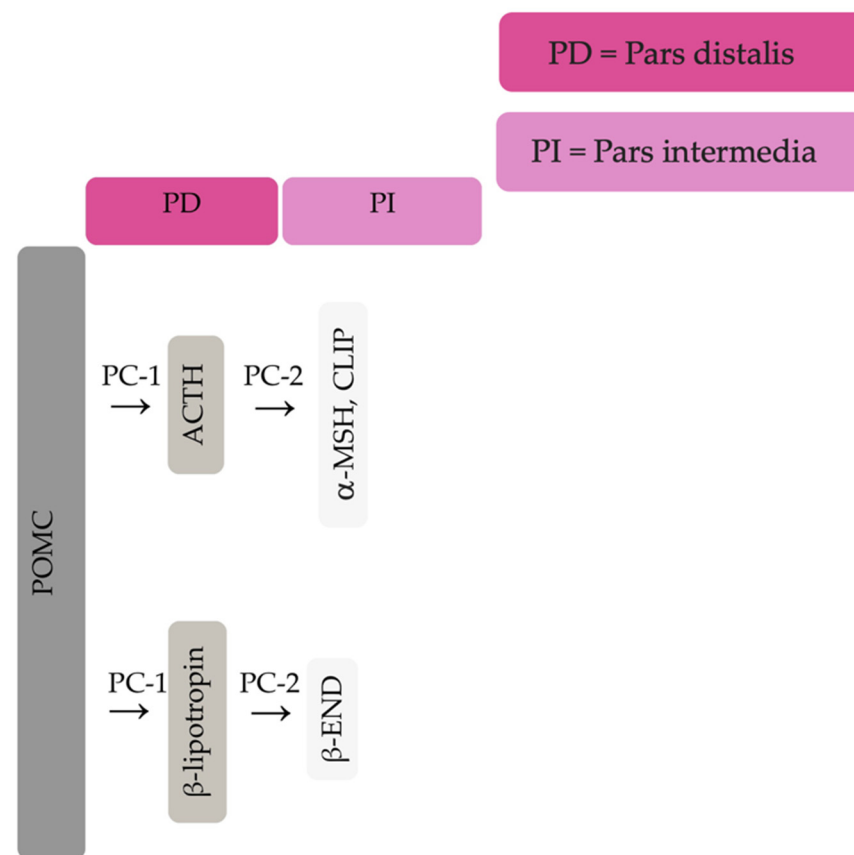 PD = Pars distalis
PI = Pars intermedia
PD
PI
POMC
PC-1
→
ACTH
PC-2
→
α-MSH, CLIP
PC-1
→
β-lipotropin
PC-2
→
β-END